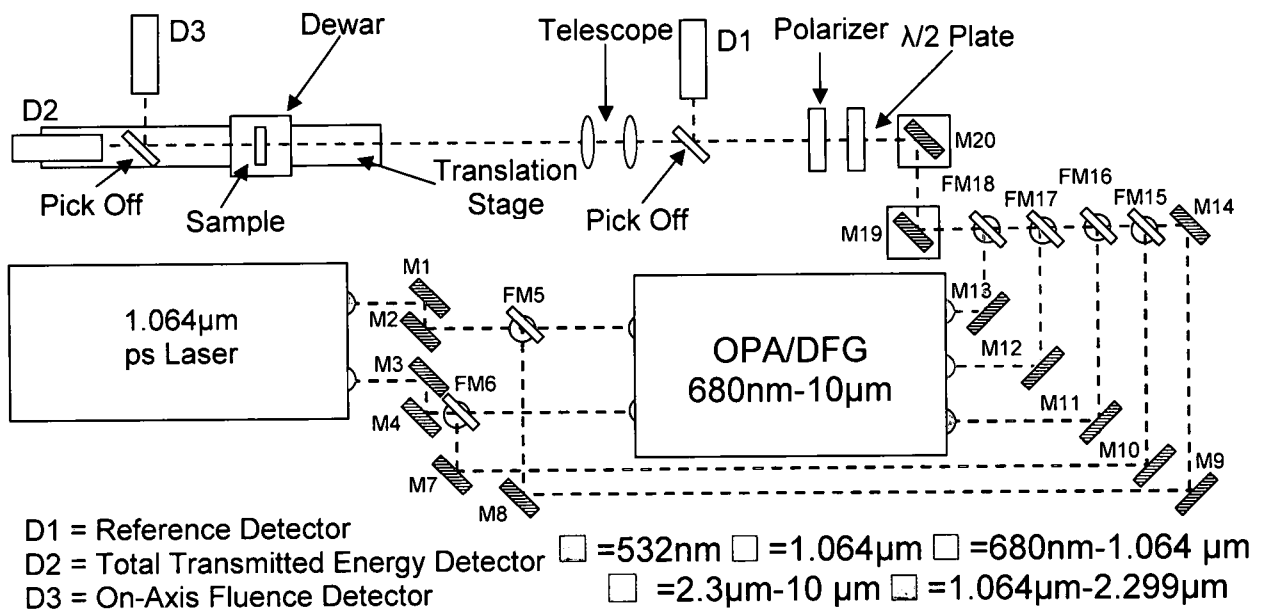 D3
Dewar
Telescope
D1
Polarizer
λ/2 Plate
D2
M20
Pick Off
Sample
Translation
Stage
Pick Off
FM18
FM17
FM16
FM15
M14
M19
1.064µm
ps Laser
M1
M2
FM5
M3
FM6
M4
M7
M8
OPA/DFG
680nm-10µm
M13
M12
M11
M10
M9
D1 = Reference Detector
D2 = Total Transmitted Energy Detector
D3 = On-Axis Fluence Detector
=532nm =1.064µm =680nm-1.064 µm
=2.3µm-10 µm =1.064µm-2.299µm